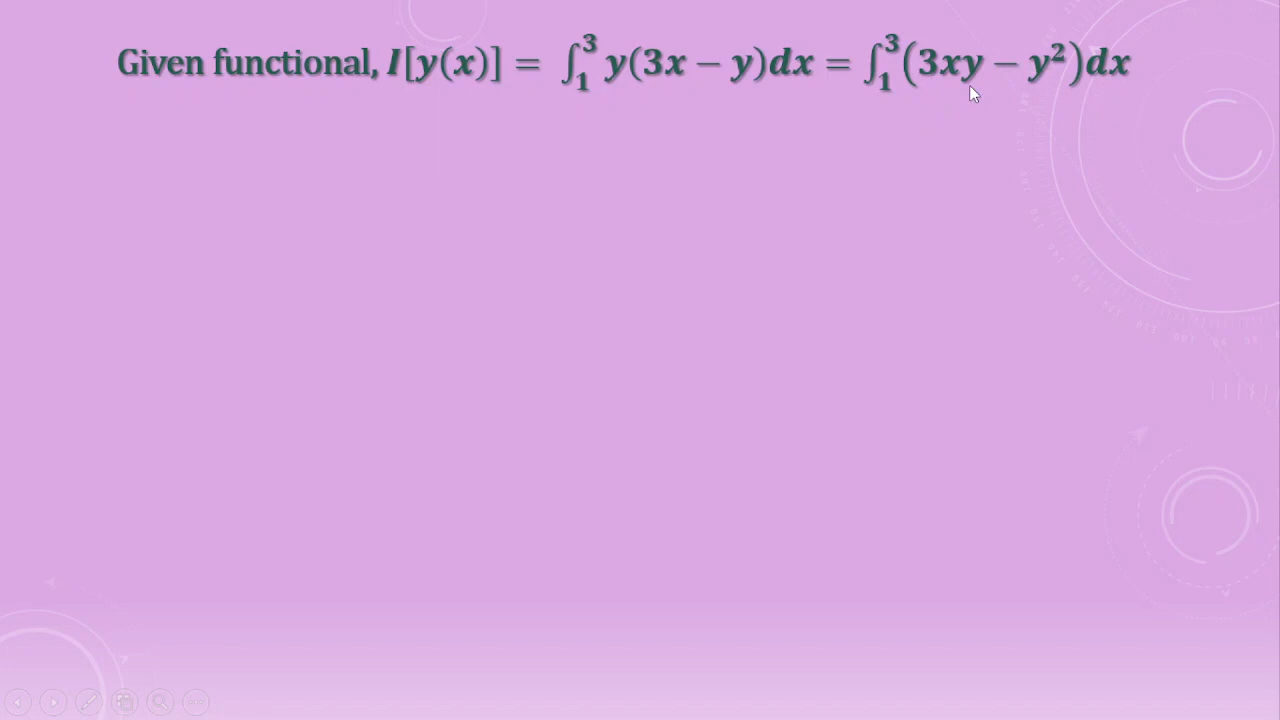 Given functional, I[y(x)] = ∫₁³ y(3x − y)dx = ∫₁³ (3xy − y²)dx